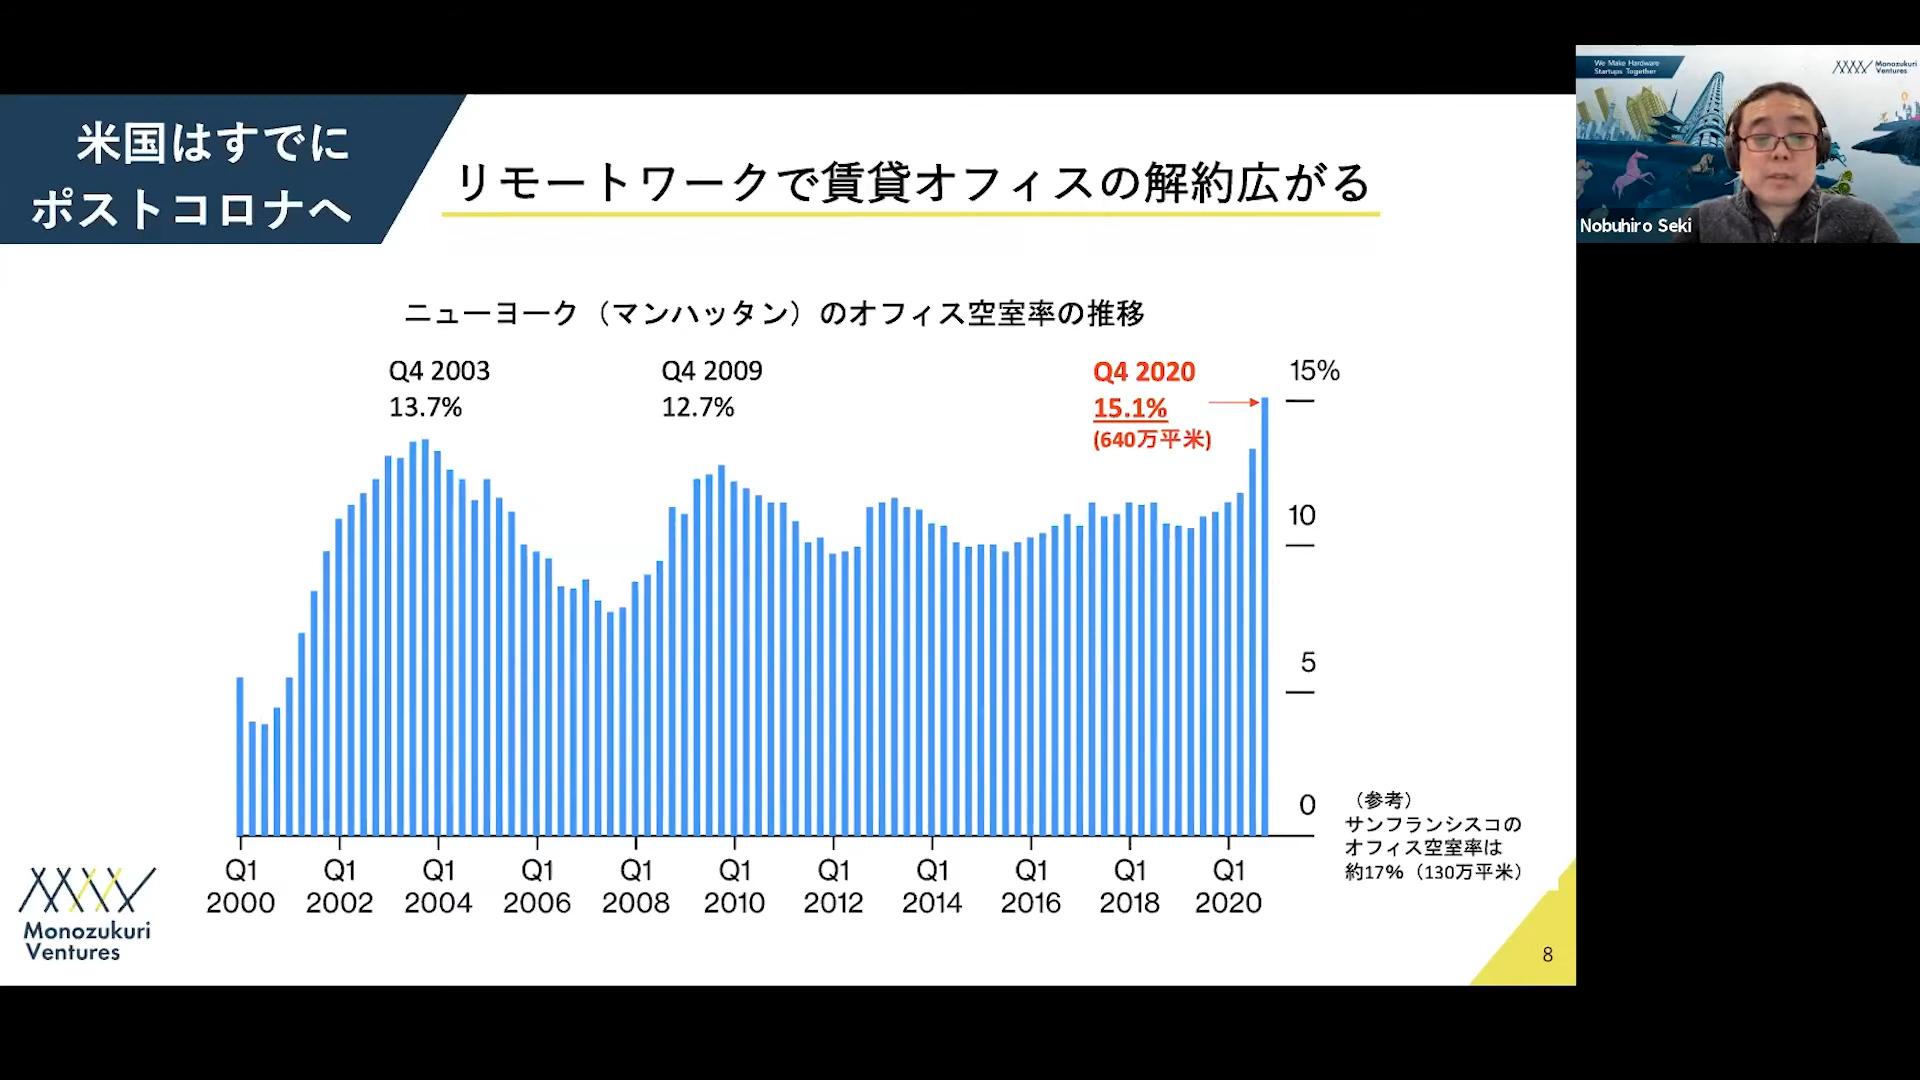 米国はすでに
ポストコロナへ
リモートワークで賃貸オフィスの解約広がる
ニューヨーク（マンハッタン）のオフィス空室率の推移
Q4 2003
13.7%
Q4 2009
12.7%
Q4 2020
15.1%
(640万平米)
15%
10
5
0
Q1
2000
Q1
2002
Q1
2004
Q1
2006
Q1
2008
Q1
2010
Q1
2012
Q1
2014
Q1
2016
Q1
2018
Q1
2020
（参考）
サンフランシスコの
オフィス空室率は
約17%（130万平米）
Monozukuri
Ventures
8
We Make Hardware
Startups Together
Monozukuri
Ventures
Nobuhiro Seki